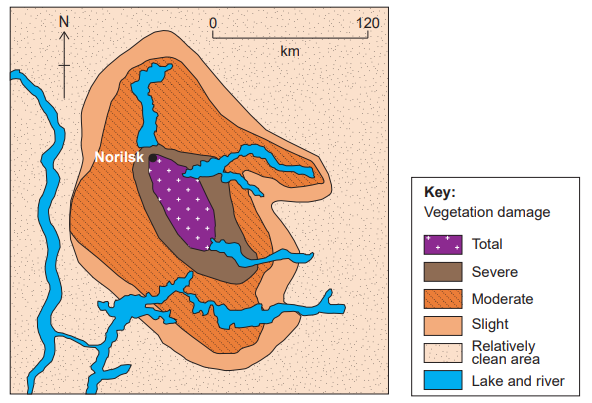 N
0 120
km
Norilsk
Key:
Vegetation damage
Total
Severe
Moderate
Slight
Relatively
clean area
Lake and river